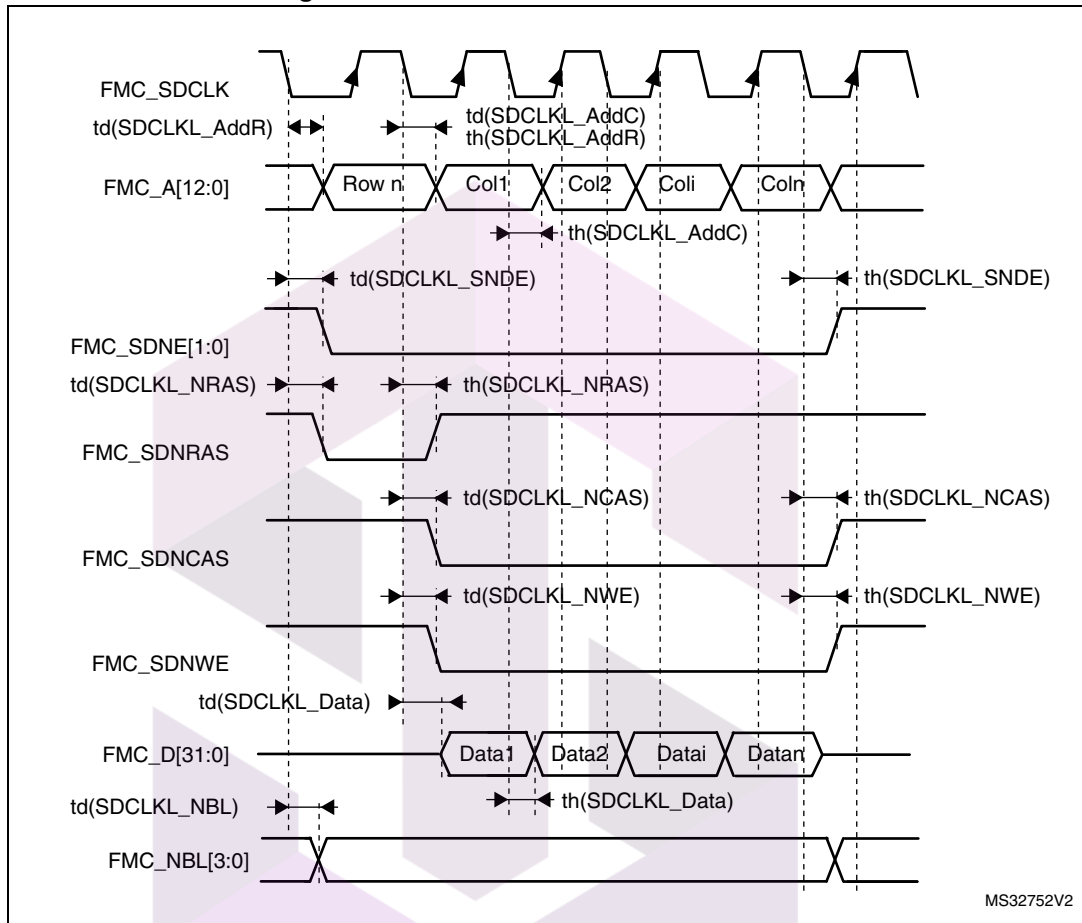 FMC_SDCLK
td(SDCLKL_AddR)
td(SDCLKL_AddC)
th(SDCLKL_AddR)
FMC_A[12:0]
Row n
Col1
Col2
Coli
Coln
th(SDCLKL_AddC)
td(SDCLKL_SNDE)
th(SDCLKL_SNDE)
FMC_SDNE[1:0]
td(SDCLKL_NRAS)
th(SDCLKL_NRAS)
FMC_SDNRAS
td(SDCLKL_NCAS)
th(SDCLKL_NCAS)
FMC_SDNCAS
td(SDCLKL_NWE)
th(SDCLKL_NWE)
FMC_SDNWE
td(SDCLKL_Data)
FMC_D[31:0]
Data1
Data2
Datai
Datan
td(SDCLKL_NBL)
th(SDCLKL_Data)
FMC_NBL[3:0]
MS32752V2